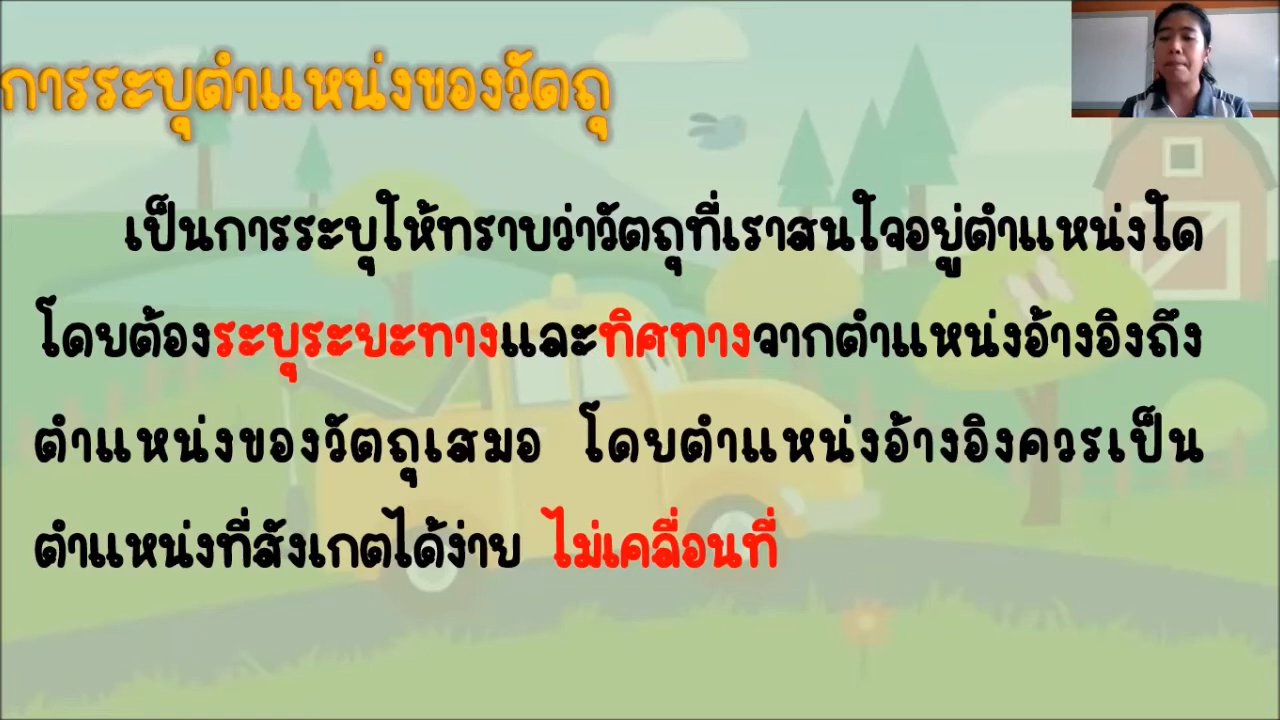 การระบุตำแหน่งของวัตถุ
เป็นการระบุให้ทราบว่าวัตถุที่เราสนใจอยู่ตำแหน่งใด
โดยต้องระบุระยะทางและทิศทางจากตำแหน่งอ้างอิงถึง
ตำแหน่งของวัตถุเสมอ โดยตำแหน่งอ้างอิงควรเป็น
ตำแหน่งที่สังเกตได้ง่าย ไม่เคลื่อนที่